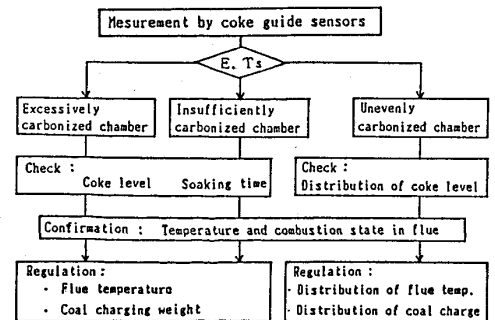 Mesurement by coke guide sensors
E. Ts
Excessively
carbonized chamber
Insufficiently
carbonized chamber
Unevenly
carbonized chamber
Check :
Coke level Soaking time
Check :
Distribution of coke level
Confirmation : Temperature and combustion state in flue
Regulation :
· Flue temperature
· Coal charging weight
Regulation :
· Distribution of flue temp.
· Distribution of coal charge